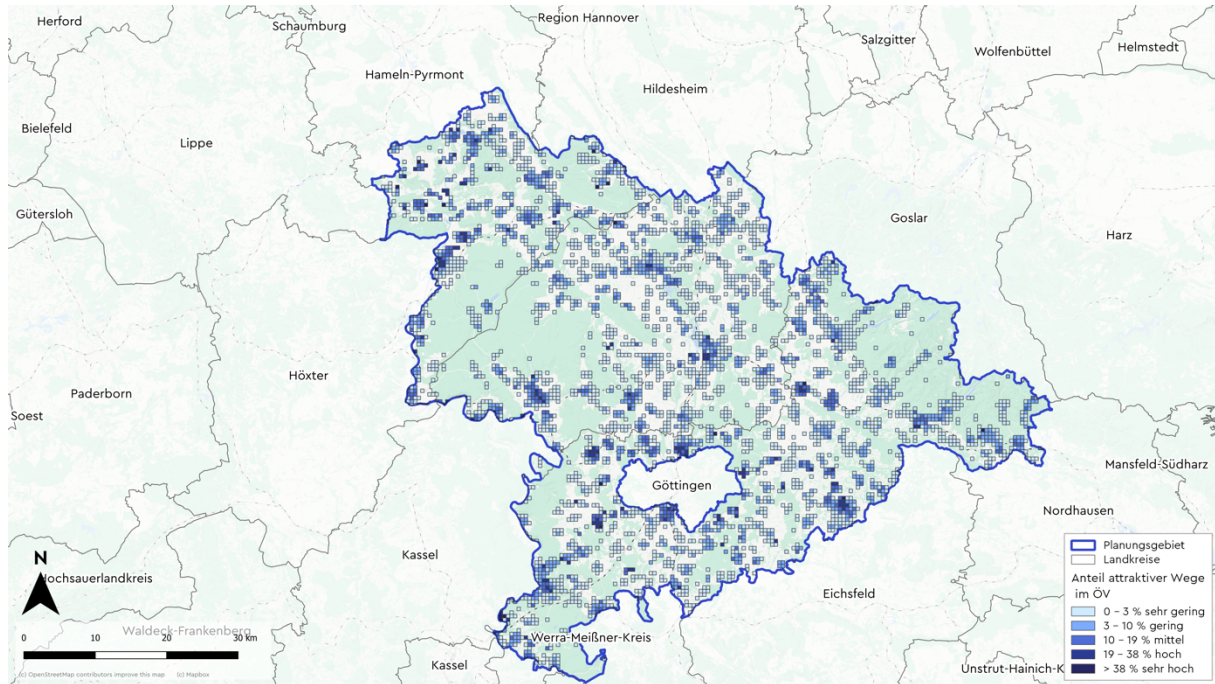 Herford
Schaumburg
Region Hannover
Salzgitter
Wolfenbüttel
Helmstedt
Hameln-Pyrmont
Hildesheim
Bielefeld
Lippe
Gütersloh
Goslar
Harz
Höxter
Paderborn
Soest
Göttingen
Mansfeld-Südharz
Nordhausen
Kassel
Hochsauerlandkreis
Eichsfeld
Waldeck-Frankenberg
Werra-Meißner-Kreis
Kassel
Unstrut-Hainich-K
N
0 10 20 30 km
(c) OpenStreetMap contributors improve this map (c) Mapbox
Planungsgebiet
Landkreise
Anteil attraktiver Wege
im ÖV
0 – 3 % sehr gering
3 – 10 % gering
10 – 19 % mittel
19 – 38 % hoch
> 38 % sehr hoch